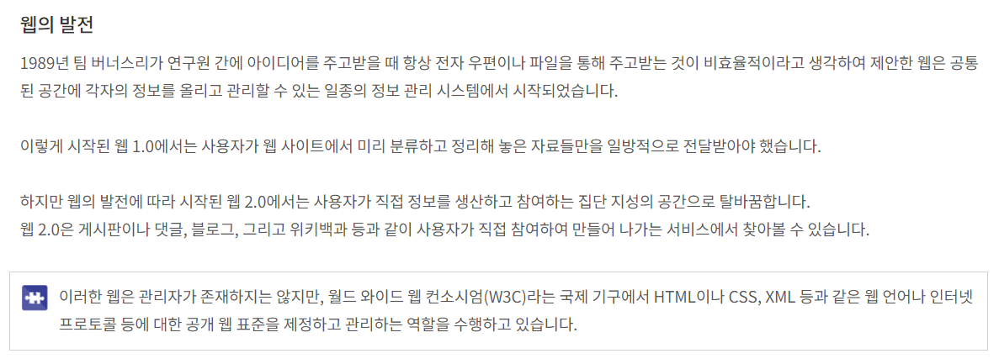 웹의 발전
1989년 팀 버너스리가 연구원 간에 아이디어를 주고받을 때 항상 전자 우편이나 파일을 통해 주고받는 것이 비효율적이라고 생각하여 제안한 웹은 공통
된 공간에 각자의 정보를 올리고 관리할 수 있는 일종의 정보 관리 시스템에서 시작되었습니다.
이렇게 시작된 웹 1.0에서는 사용자가 웹 사이트에서 미리 분류하고 정리해 놓은 자료들만을 일방적으로 전달받아야 했습니다.
하지만 웹의 발전에 따라 시작된 웹 2.0에서는 사용자가 직접 정보를 생산하고 참여하는 집단 지성의 공간으로 탈바꿈합니다.
웹 2.0은 게시판이나 댓글, 블로그, 그리고 위키백과 등과 같이 사용자가 직접 참여하여 만들어 나가는 서비스에서 찾아볼 수 있습니다.
이러한 웹은 관리자가 존재하지는 않지만, 월드 와이드 웹 컨소시엄(W3C)라는 국제 기구에서 HTML이나 CSS, XML 등과 같은 웹 언어나 인터넷
프로토콜 등에 대한 공개 웹 표준을 제정하고 관리하는 역할을 수행하고 있습니다.